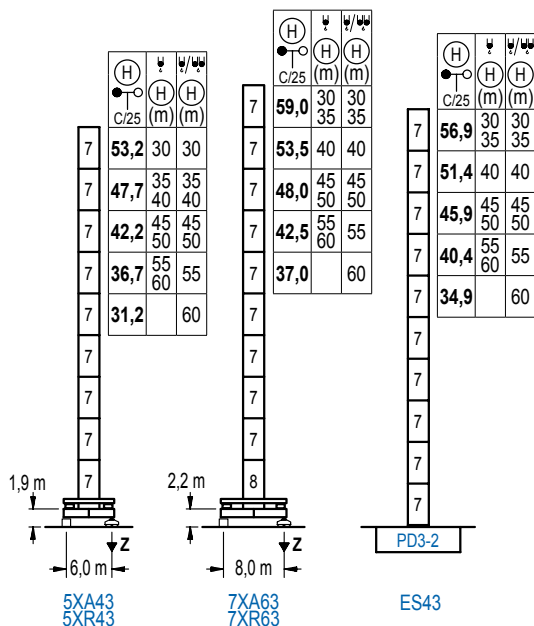 H
C/25
H
(m)
H
(m)
7 53,2 30 30
7 47,7 35 40 35 40
7 42,2 45 50 45 50
7 36,7 55 60 55
7 31,2 60
7
7
7
7
1,9 m
Z
6,0 m
5XA43
5XR43
H
C/25
H
(m)
H
(m)
7 59,0 30 35 30 35
7 53,5 40 40
7 48,0 45 50 45 50
7 42,5 55 60 55
7 37,0 60
7
7
7
7
8
2,2 m
Z
8,0 m
7XA63
7XR63
H
C/25
H
(m)
H
(m)
7 56,9 30 35 30 35
7 51,4 40 40
7 45,9 45 50 45 50
7 40,4 55 60 55
7 34,9 60
7
7
7
7
7
PD3-2
ES43